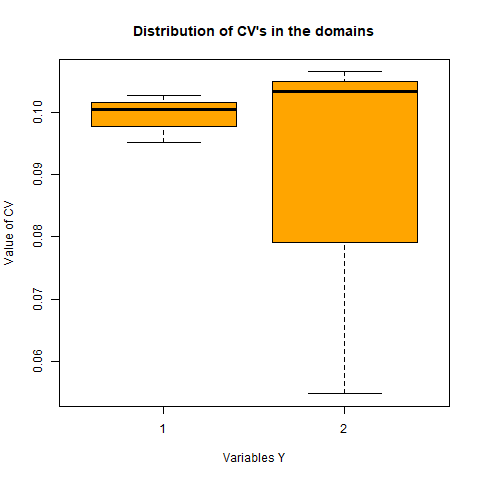 Distribution of CV's in the domains
Value of CV
0.10
0.09
0.08
0.07
0.06
1
2
Variables Y